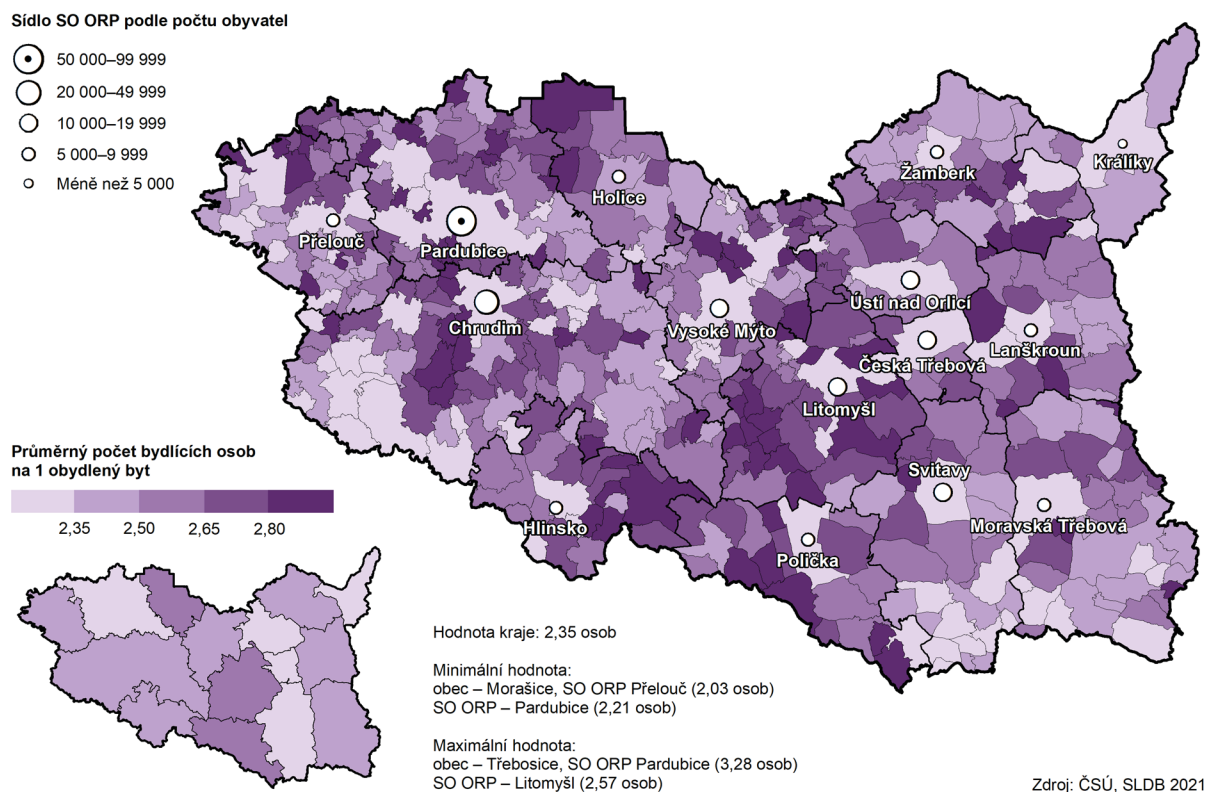 Sídlo SO ORP podle počtu obyvatel
50 000–99 999
20 000–49 999
10 000–19 999
5 000–9 999
Méně než 5 000
Králíky
Žamberk
Holice
Přelouč
Pardubice
Ústí nad Orlicí
Chrudim
Vysoké Mýto
Lanškroun
Česká Třebová
Litomyšl
Svitavy
Moravská Třebová
Hlinsko
Polička
Průměrný počet bydlících osob
na 1 obydlený byt
2,35 2,50 2,65 2,80
Hodnota kraje: 2,35 osob
Minimální hodnota:
obec – Morašice, SO ORP Přelouč (2,03 osob)
SO ORP – Pardubice (2,21 osob)
Maximální hodnota:
obec – Třebosice, SO ORP Pardubice (3,28 osob)
SO ORP – Litomyšl (2,57 osob)
Zdroj: ČSÚ, SLDB 2021